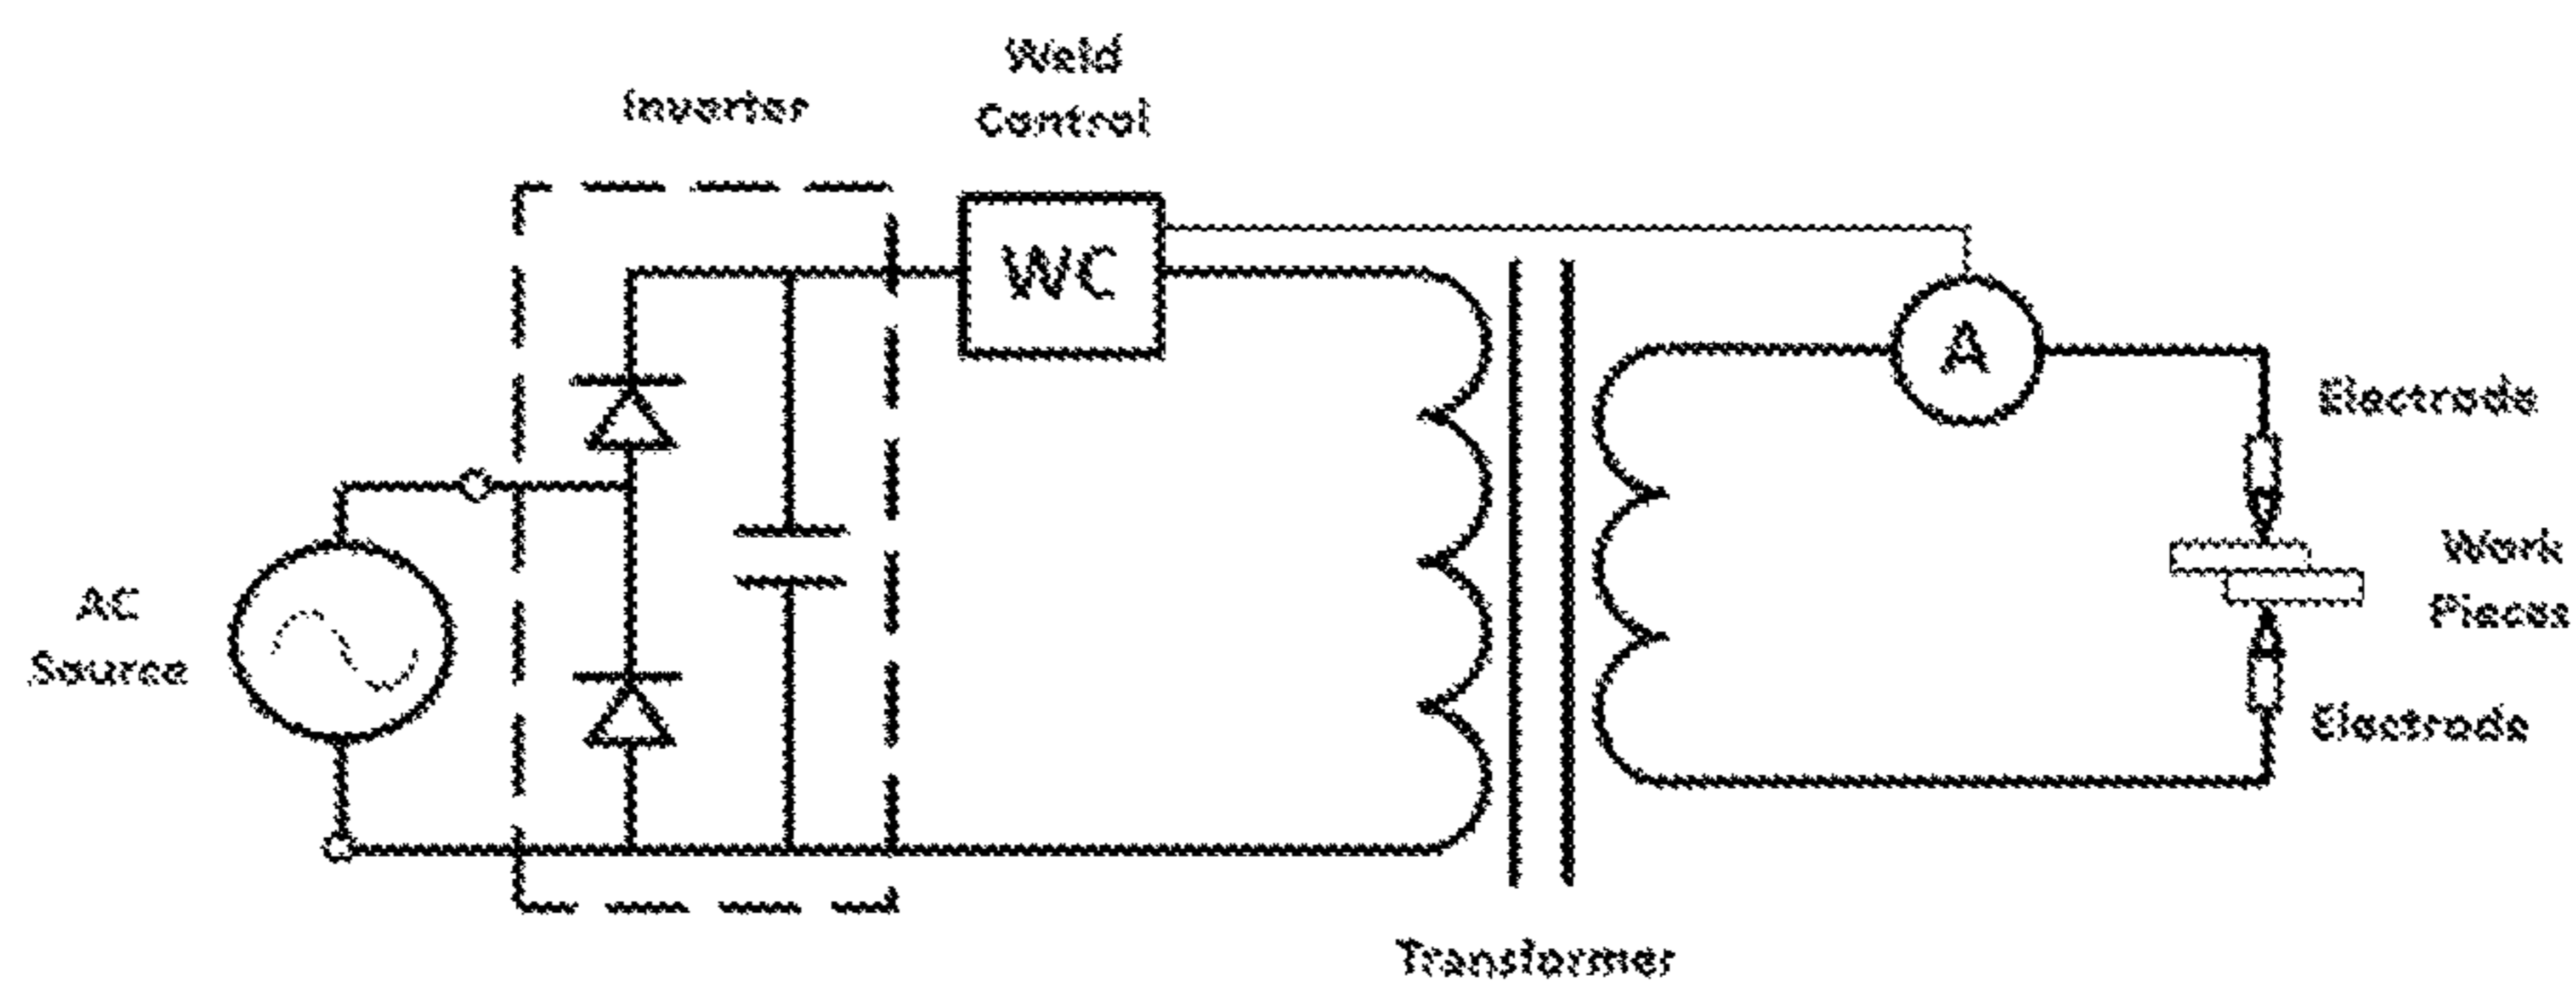 Weld
Control
Inverter
WC
A
Electrode
Work
Pieces
Electrode
AC
Source
Transformer